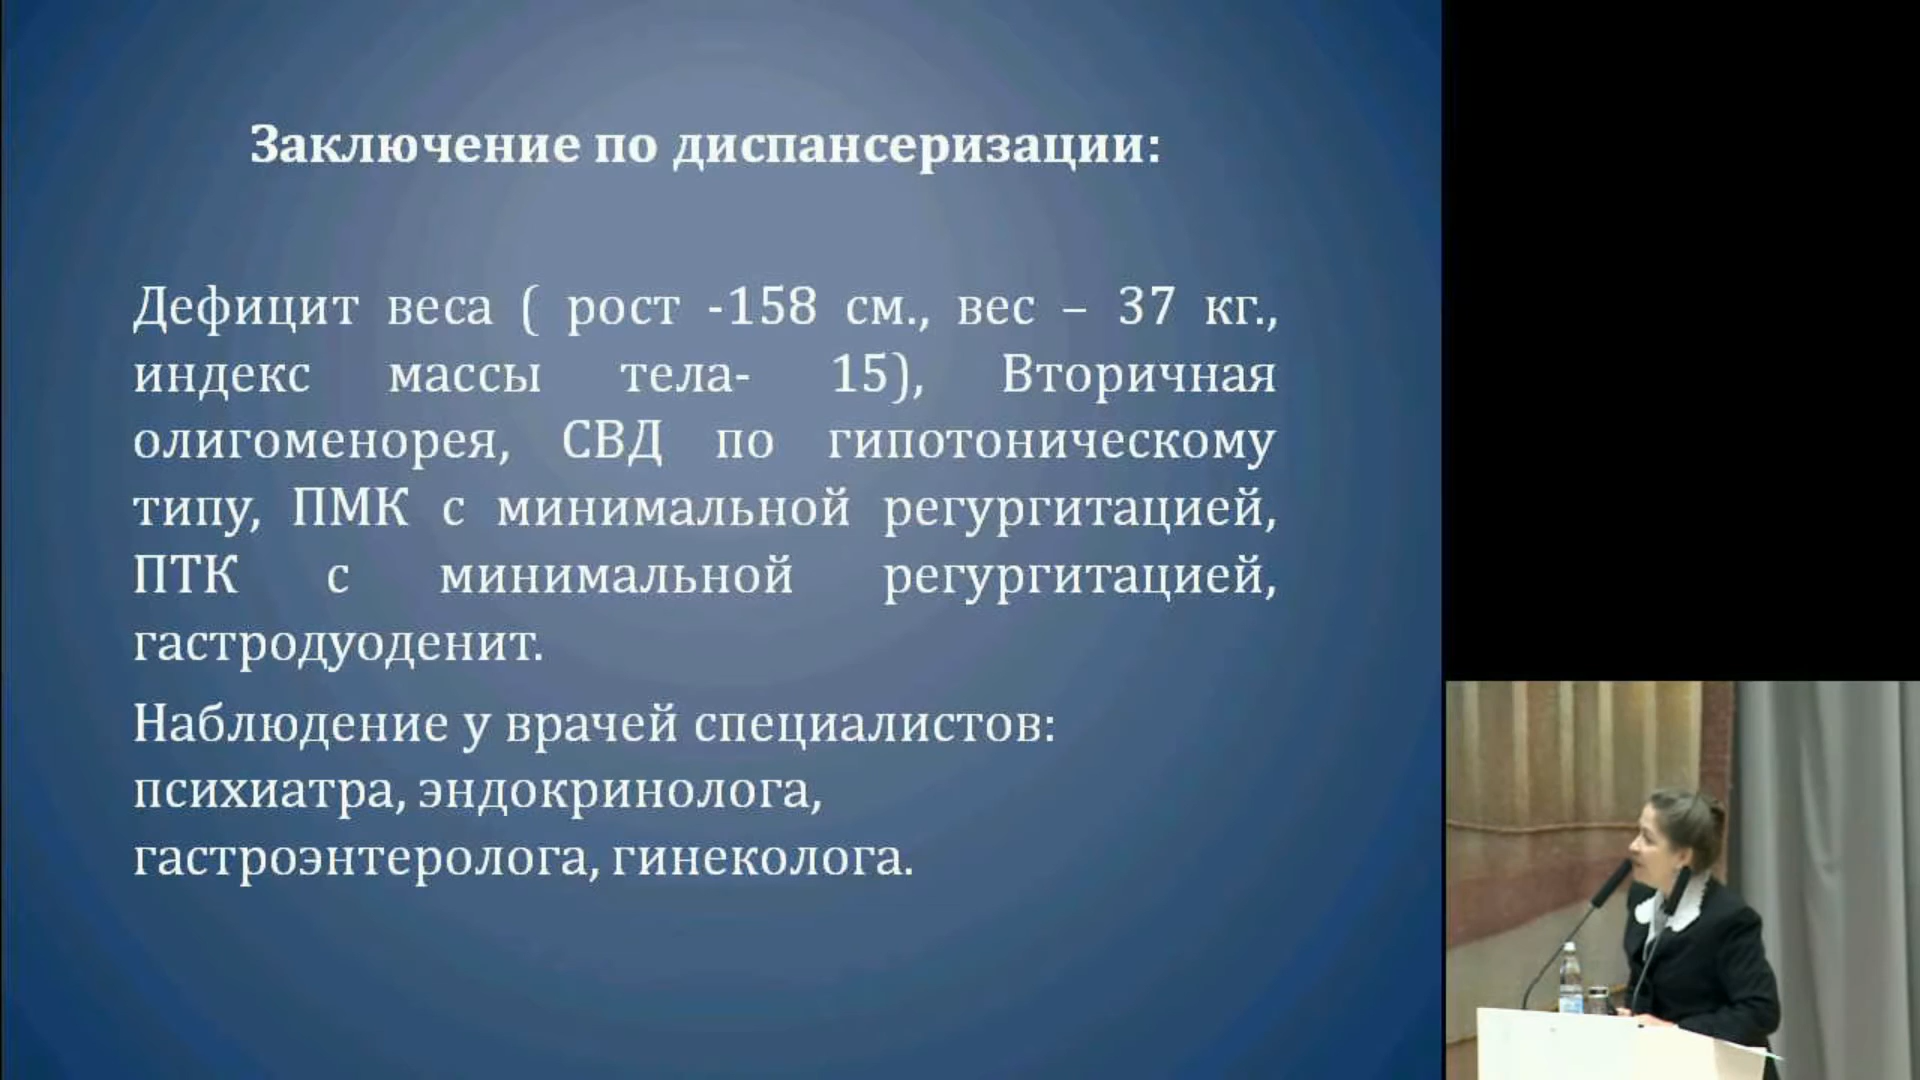 Заключение по диспансеризации:
Дефицит веса ( рост -158 см., вес – 37 кг.,
индекс массы тела- 15), Вторичная
олигоменорея, СВД по гипотоническому
типу, ПМК с минимальной регургитацией,
ПТК с минимальной регургитацией,
гастродуоденит.
Наблюдение у врачей специалистов:
психиатра, эндокринолога,
гастроэнтеролога, гинеколога.